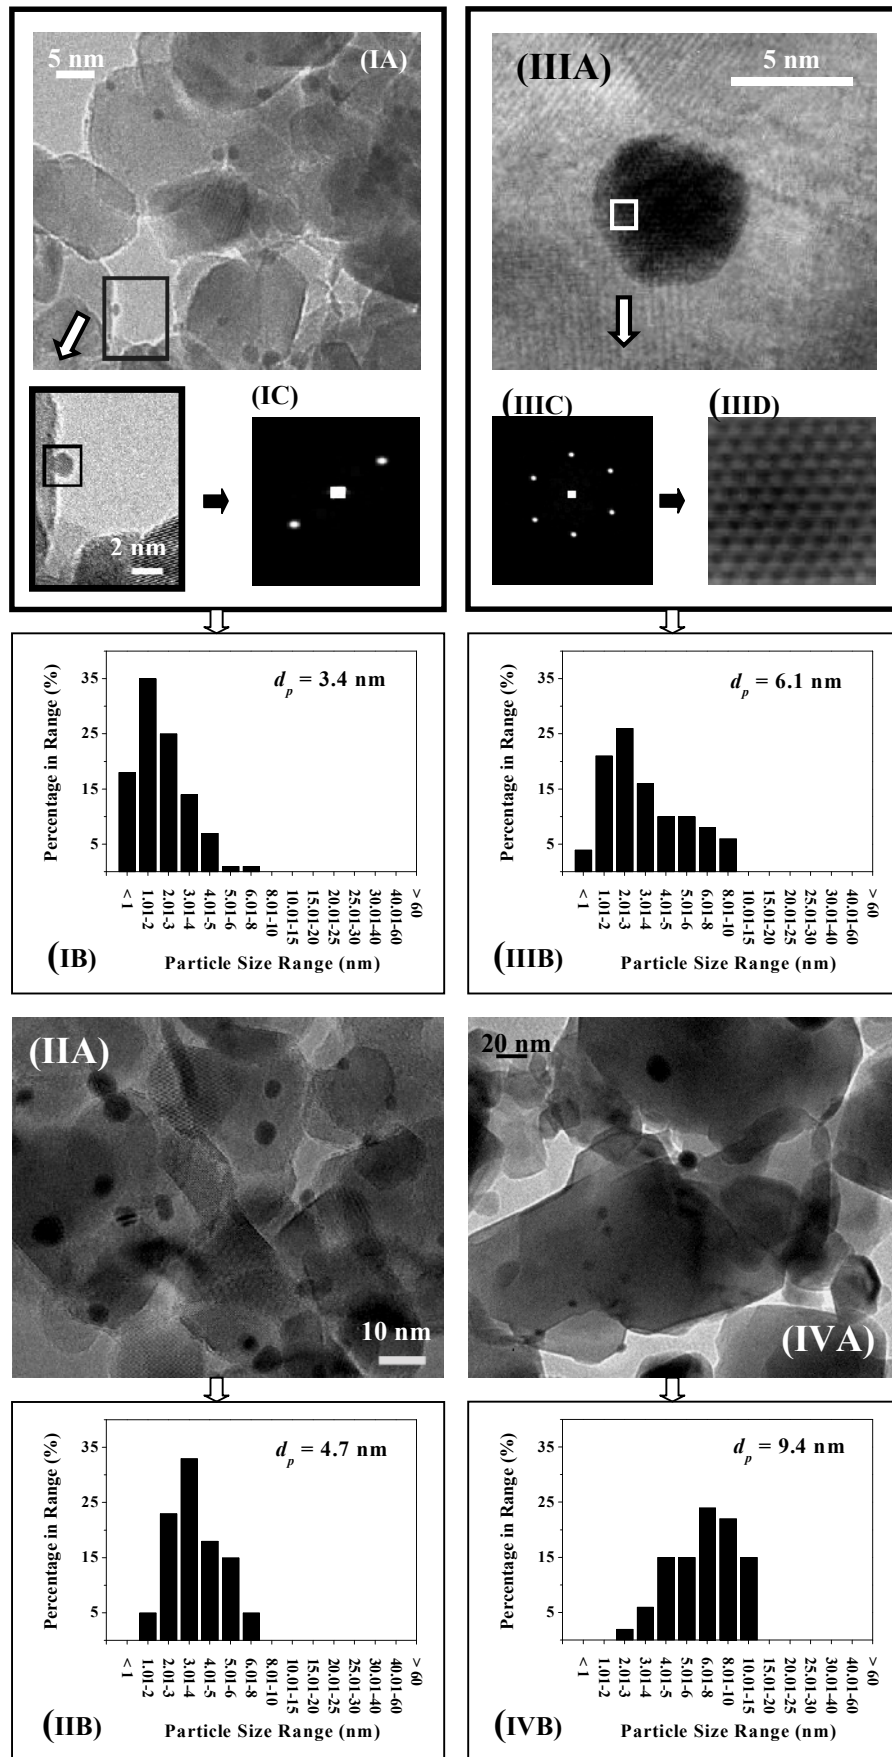 5 nm
(IA)
(IC)
2 nm
(IIIA)
5 nm
(IIIC)
(IIID)
Percentage in Range (%)
35
25
15
5
d_p = 3.4 nm
< 1
1.01-2
2.01-3
3.01-4
4.01-5
5.01-6
6.01-8
8.01-10
10.01-15
15.01-20
20.01-25
25.01-30
30.01-40
40.01-60
> 60
Particle Size Range (nm)
(IB)
Percentage in Range (%)
35
25
15
5
d_p = 6.1 nm
< 1
1.01-2
2.01-3
3.01-4
4.01-5
5.01-6
6.01-8
8.01-10
10.01-15
15.01-20
20.01-25
25.01-30
30.01-40
40.01-60
> 60
Particle Size Range (nm)
(IIIB)
(IIA)
10 nm
20 nm
(IVA)
Percentage in Range (%)
35
25
15
5
d_p = 4.7 nm
< 1
1.01-2
2.01-3
3.01-4
4.01-5
5.01-6
6.01-8
8.01-10
10.01-15
15.01-20
20.01-25
25.01-30
30.01-40
40.01-60
> 60
Particle Size Range (nm)
(IIB)
Percentage in Range (%)
35
25
15
5
d_p = 9.4 nm
< 1
1.01-2
2.01-3
3.01-4
4.01-5
5.01-6
6.01-8
8.01-10
10.01-15
15.01-20
20.01-25
25.01-30
30.01-40
40.01-60
> 60
Particle Size Range (nm)
(IVB)